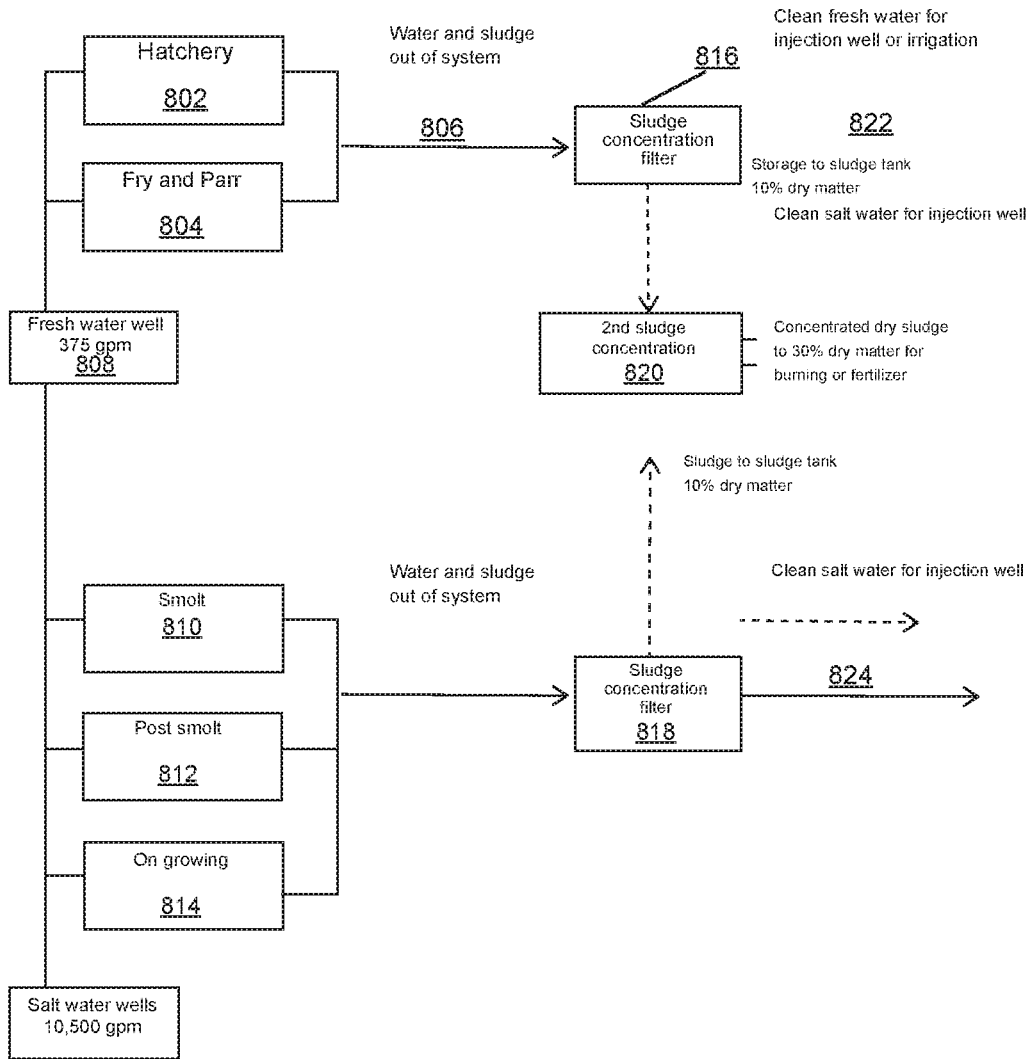 Hatchery
802
Fry and Parr
804
Fresh water well
375 gpm
808
Water and sludge
out of system
806
816
Sludge
concentration
filter
Clean fresh water for
injection well or irrigation
822
Storage to sludge tank
10% dry matter
Clean salt water for injection well
2nd sludge
concentration
820
Concentrated dry sludge
to 30% dry matter for
burning or fertilizer
Sludge to sludge tank
10% dry matter
Smolt
810
Post smolt
812
On growing
814
Water and sludge
out of system
Sludge
concentration
filter
818
Clean salt water for injection well
824
Salt water wells
10,500 gpm